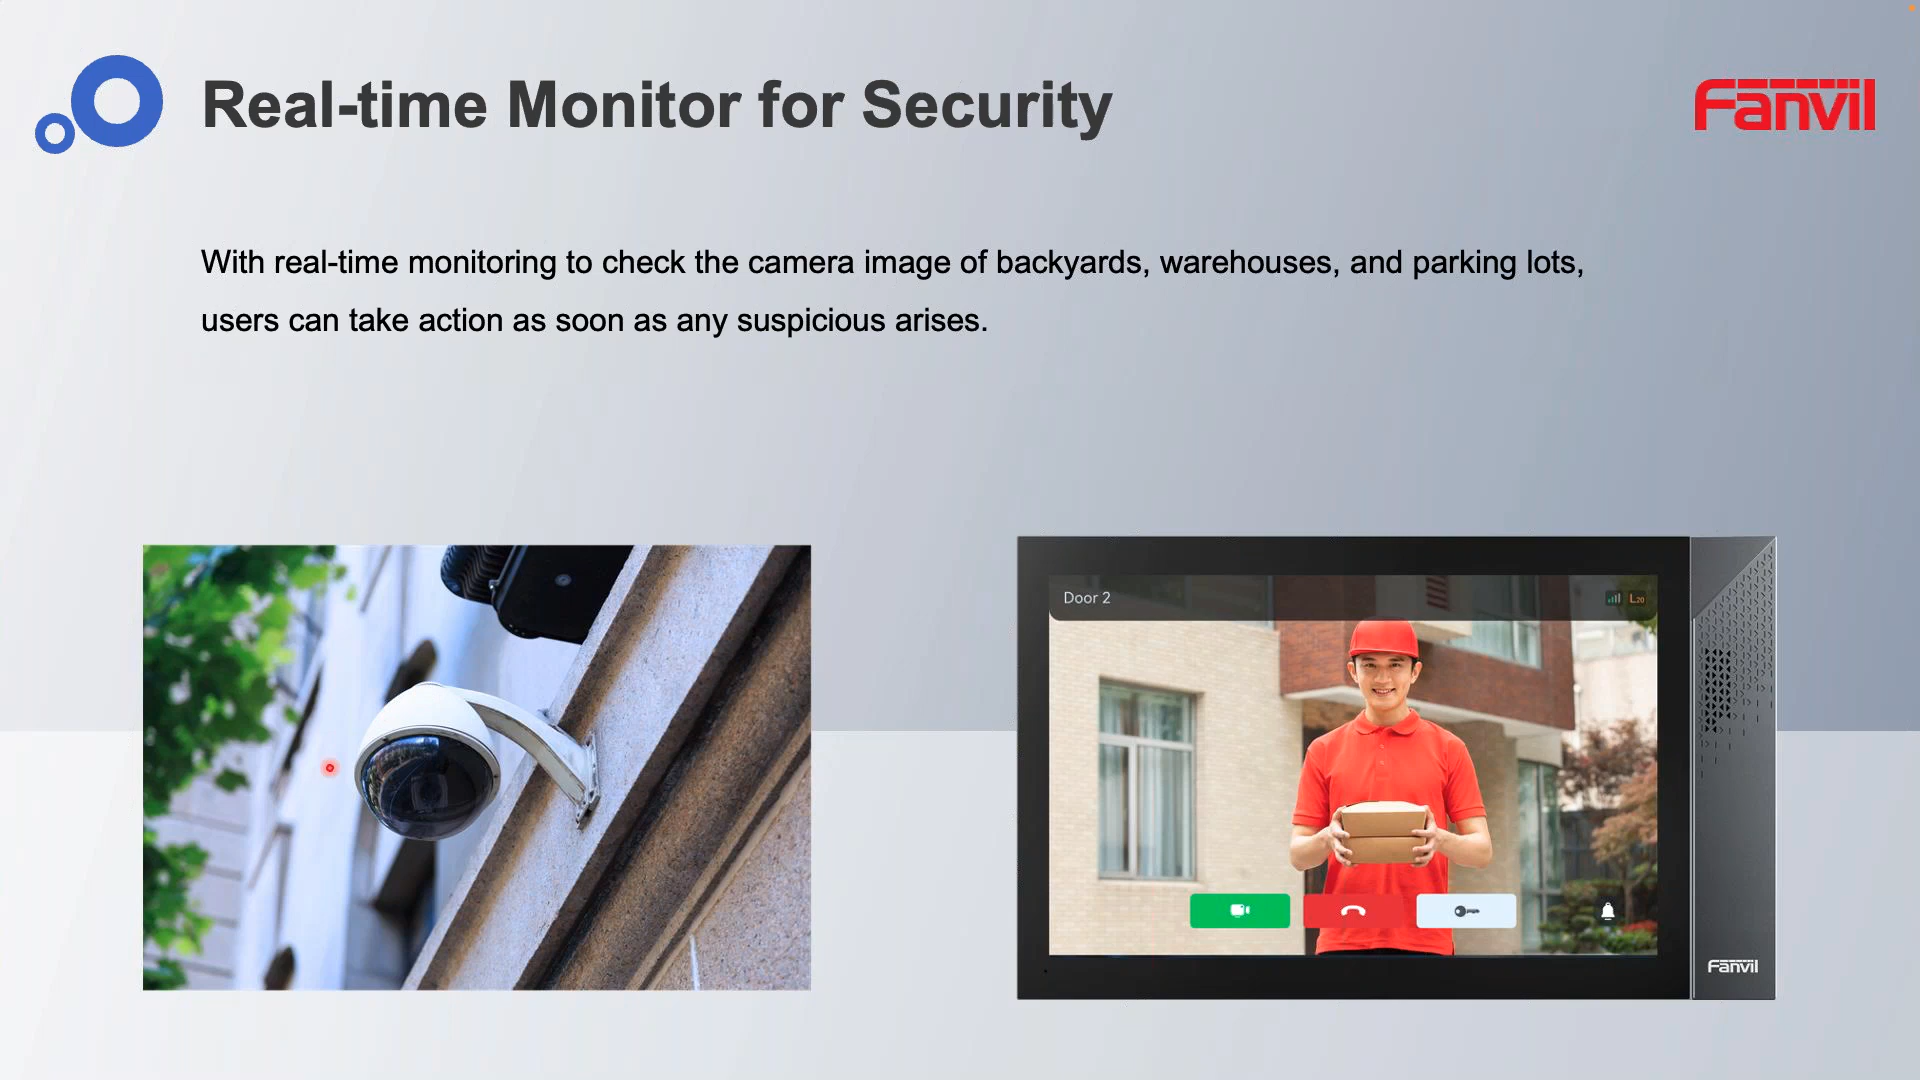 Real-time Monitor for Security
Fanvil
With real-time monitoring to check the camera image of backyards, warehouses, and parking lots,
users can take action as soon as any suspicious arises.
Door 2
L20
Fanvil